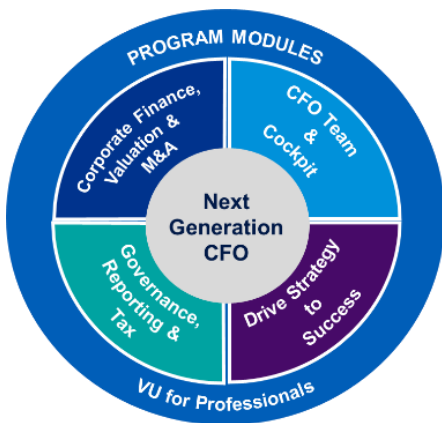 PROGRAM MODULES
Corporate Finance,
Valuation &
M&A
CFO Team
&
Cockpit
Next
Generation
CFO
Governance,
Reporting &
Tax
Drive Strategy
to
Success
VU for Professionals